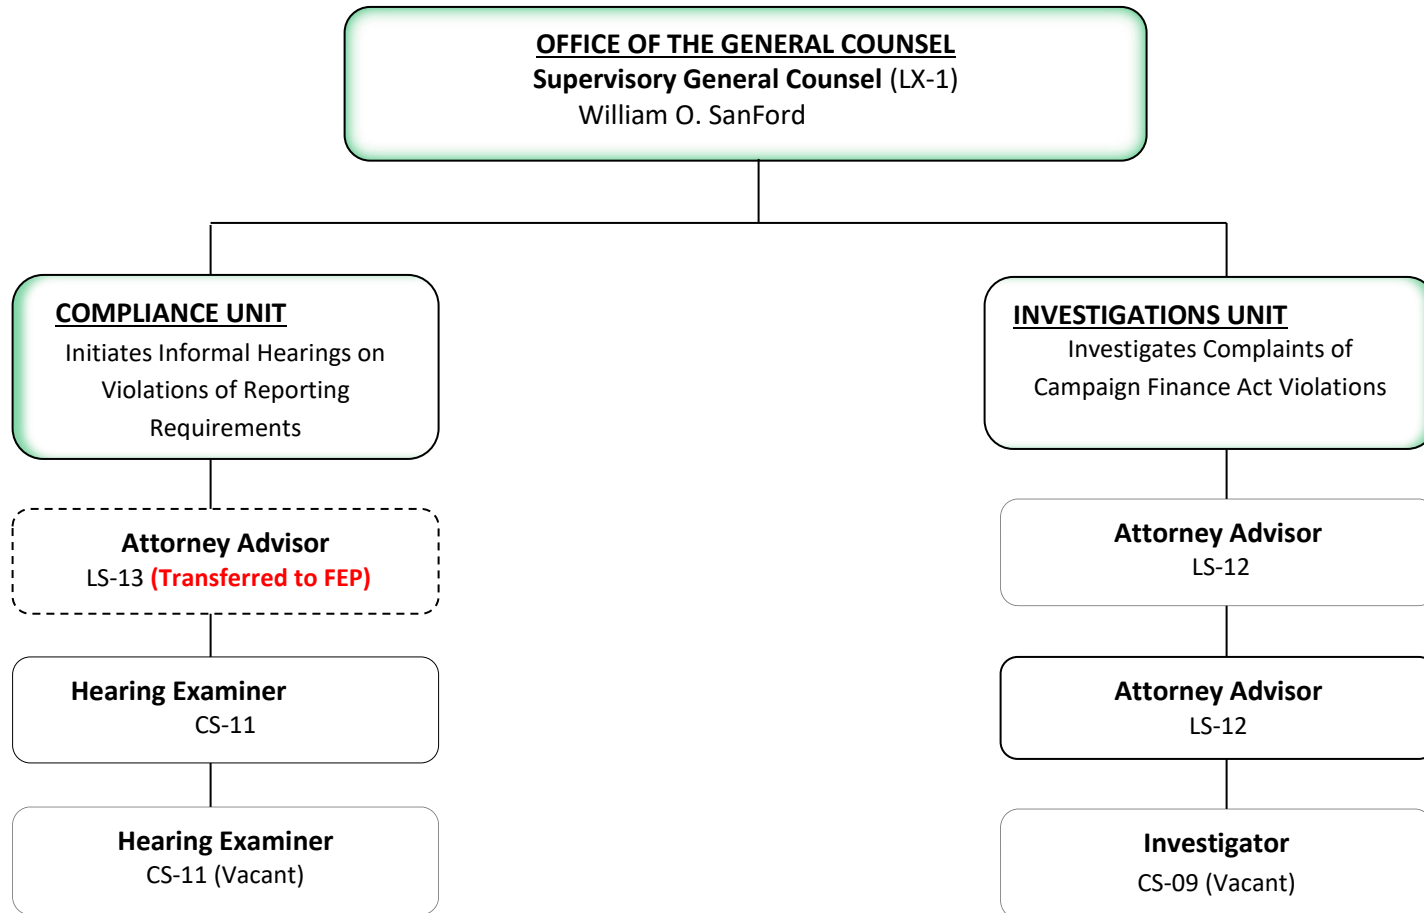 OFFICE OF THE GENERAL COUNSEL
Supervisory General Counsel (LX-1)
William O. SanFord
COMPLIANCE UNIT
Initiates Informal Hearings on
Violations of Reporting
Requirements
Attorney Advisor
LS-13 (Transferred to FEP)
Hearing Examiner
CS-11
Hearing Examiner
CS-11 (Vacant)
INVESTIGATIONS UNIT
Investigates Complaints of
Campaign Finance Act Violations
Attorney Advisor
LS-12
Attorney Advisor
LS-12
Investigator
CS-09 (Vacant)